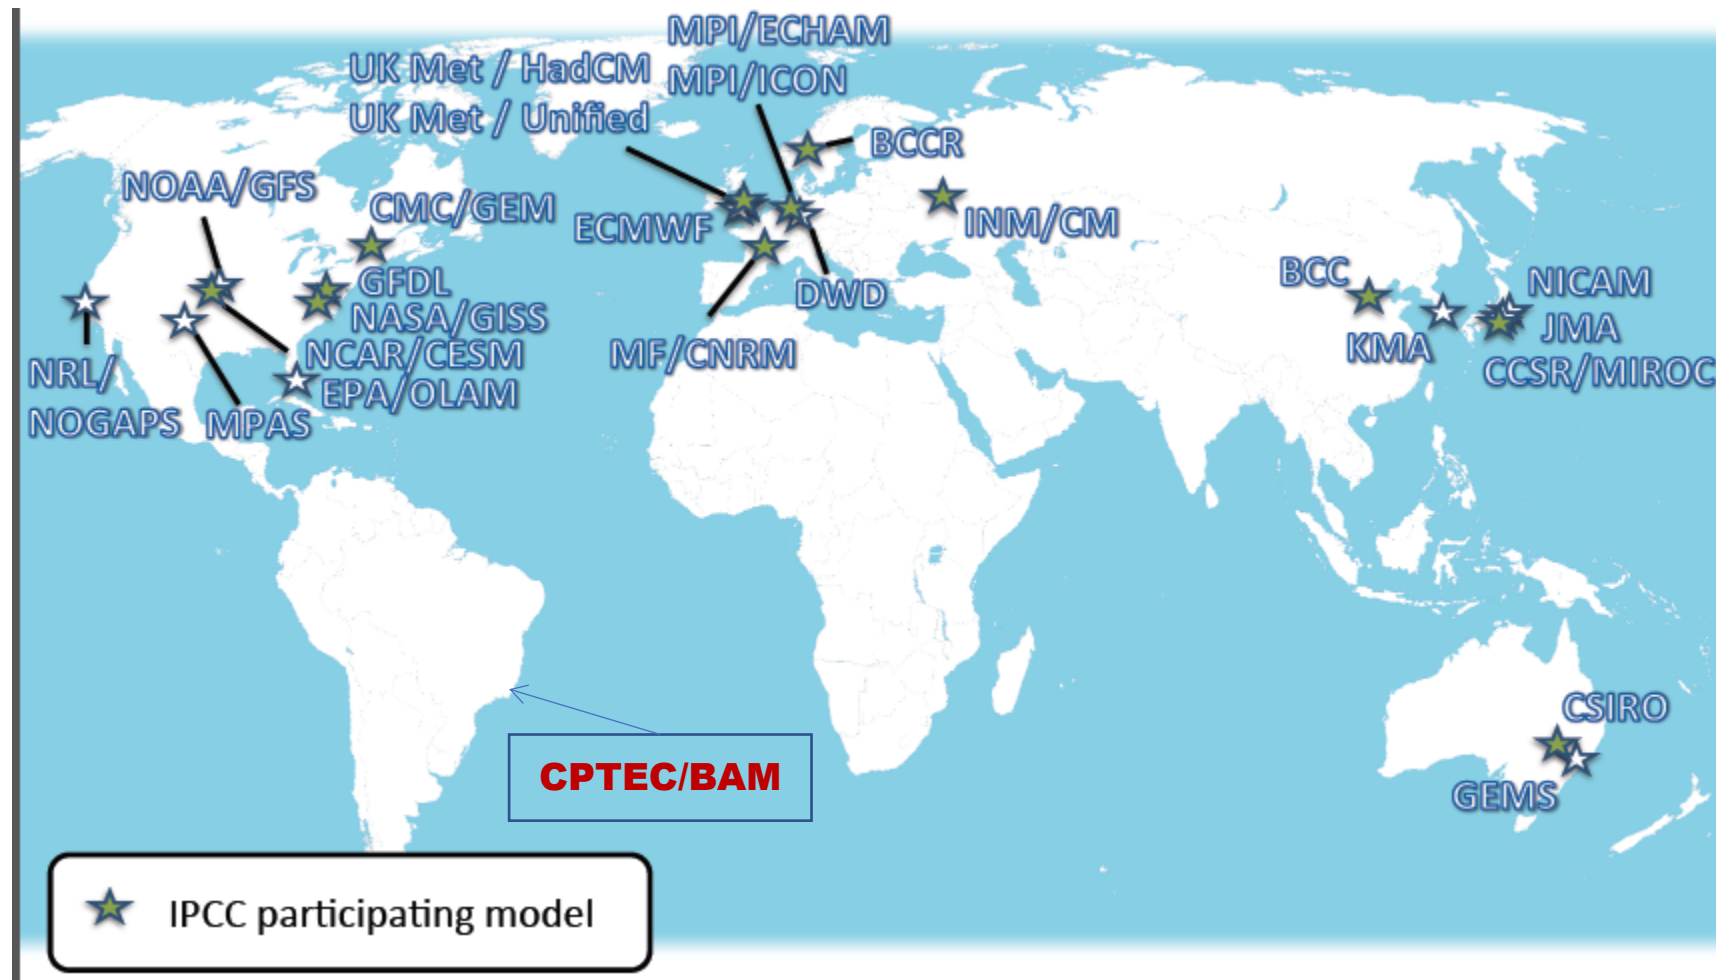 MPI/ECHAM
MPI/ICON
UK Met / HadCM
UK Met / Unified
BCCR
NOAA/GFS
CMC/GEM
ECMWF
INM/CM
DWD
MF/CNRM
GFDL
NASA/GISS
NCAR/CESM
EPA/OLAM
NRL/
NOGAPS
MPAS
BCC
KMA
NICAM
JMA
CCSR/MIROC
CSIRO
GEMS
CPTEC/BAM
IPCC participating model